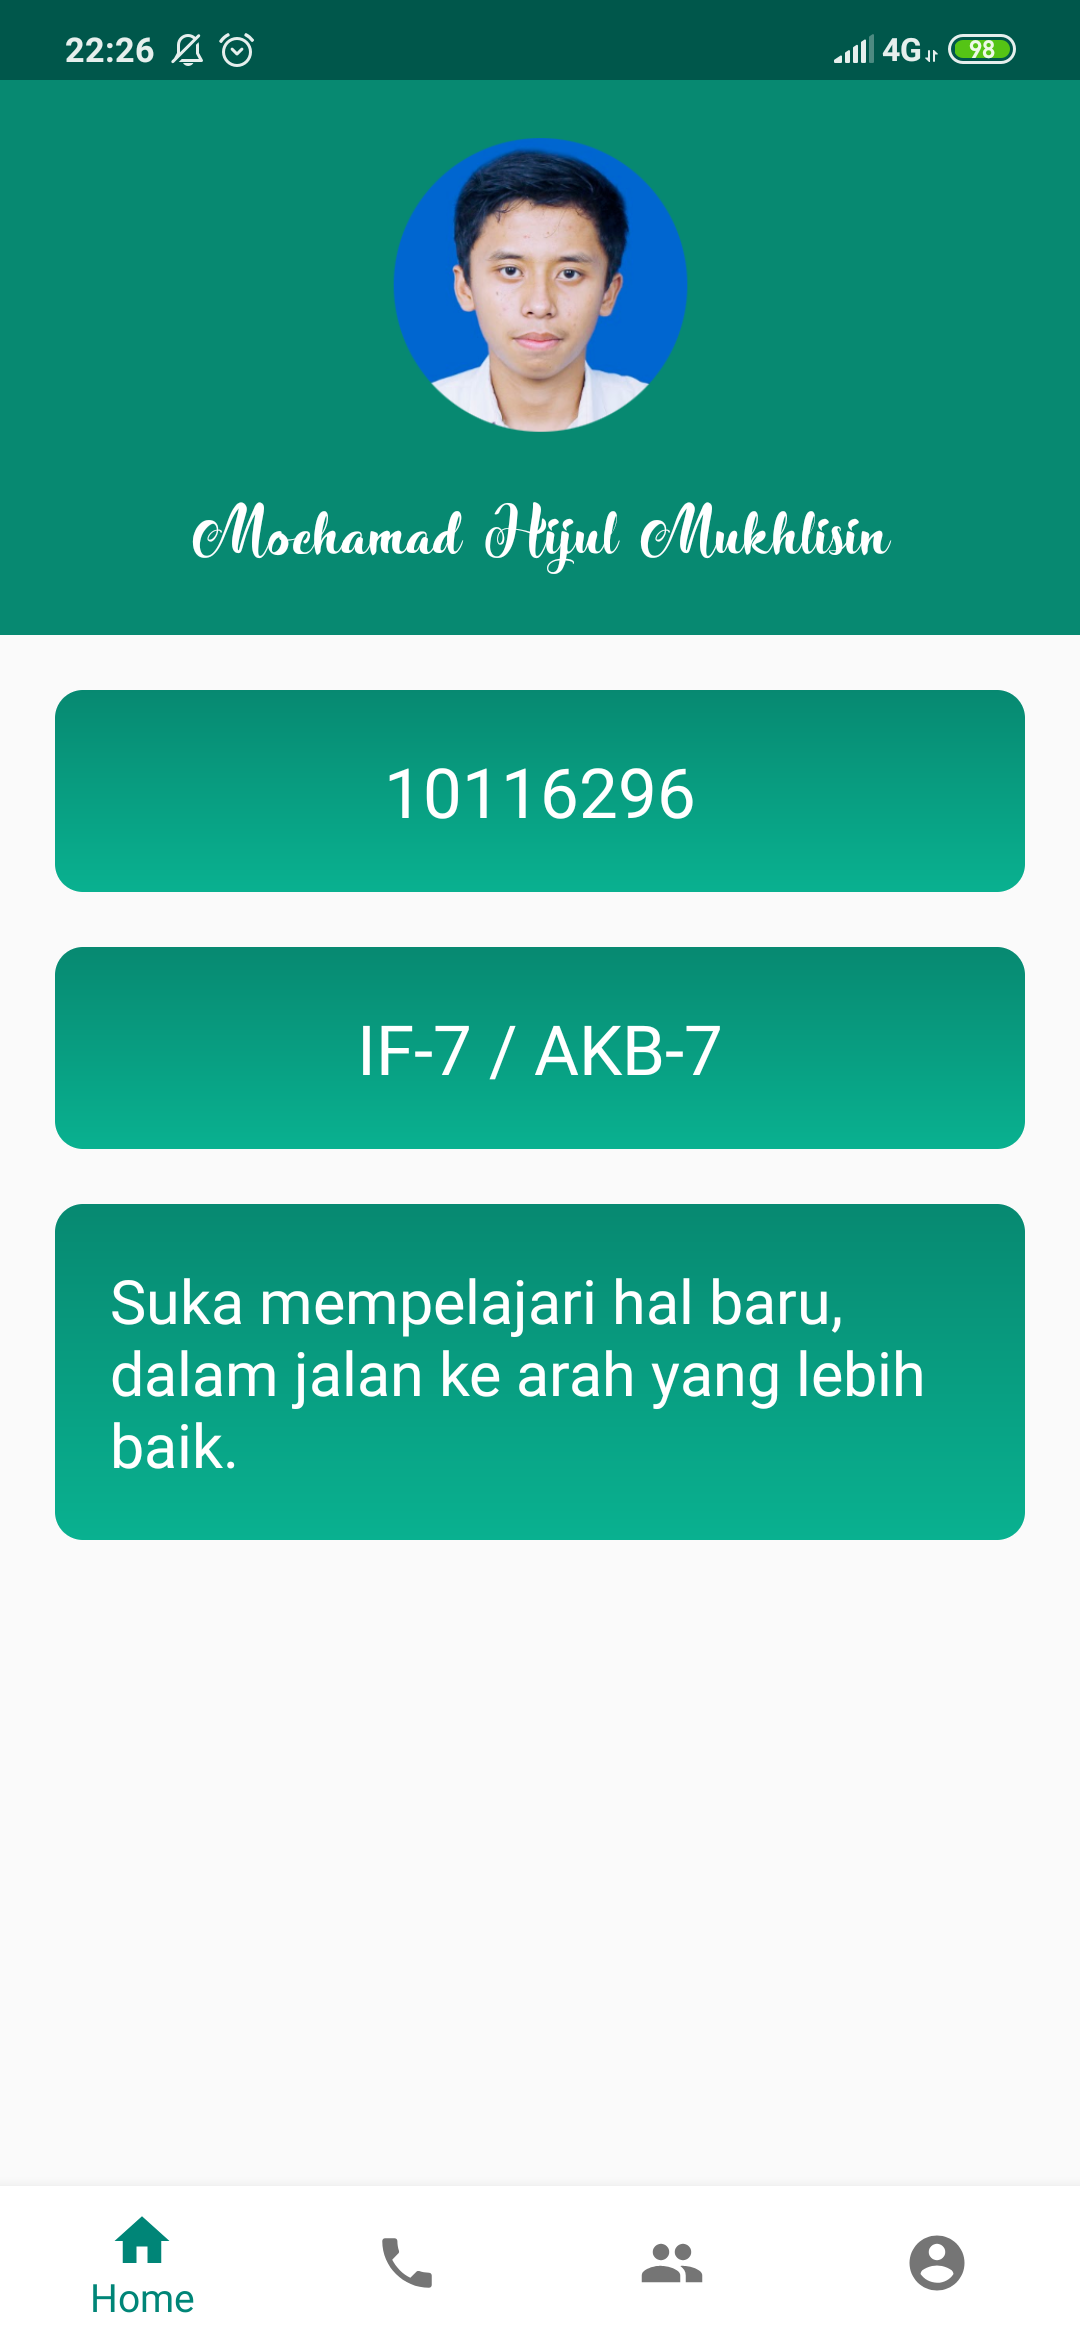 22:26 4G 98
Mochamad Hijul Mukhlisin
10116296
IF-7 / AKB-7
Suka mempelajari hal baru,
dalam jalan ke arah yang lebih
baik.
Home